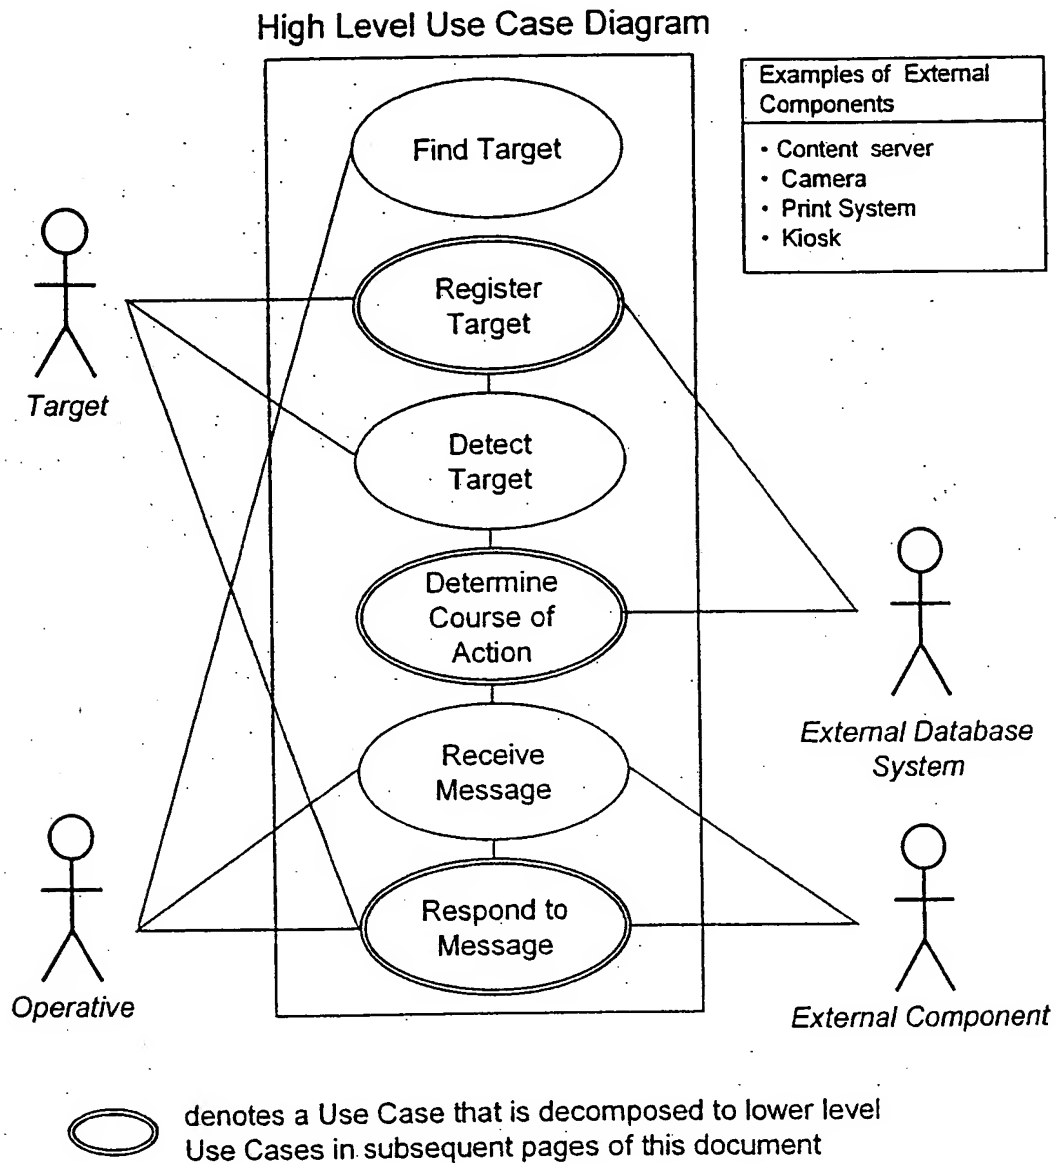 High Level Use Case Diagram
Examples of External
Components
• Content server
• Camera
• Print System
• Kiosk
Find Target
Register
Target
Target
Detect
Target
Determine
Course of
Action
External Database
System
Receive
Message
Respond to
Message
Operative
External Component
denotes a Use Case that is decomposed to lower level
Use Cases in subsequent pages of this document